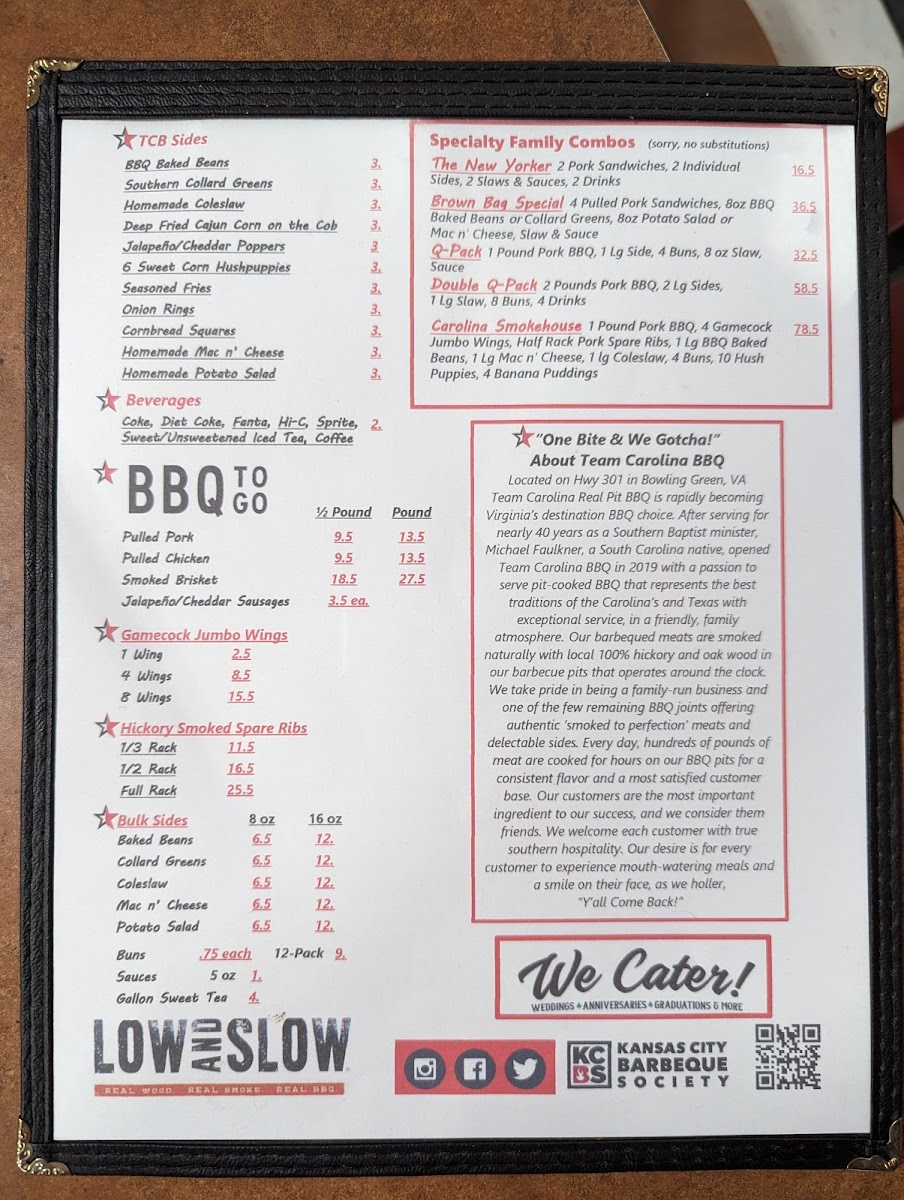 TCB Sides
BBQ Baked Beans 3.
Southern Collard Greens 3.
Homemade Coleslaw 3.
Deep Fried Cajun Corn on the Cob 3.
Jalapeño/Cheddar Poppers 3
6 Sweet Corn Hushpuppies 3.
Seasoned Fries 3.
Onion Rings 3.
Cornbread Squares 3.
Homemade Mac n' Cheese 3.
Homemade Potato Salad 3.
Beverages
Coke, Diet Coke, Fanta, Hi-C, Sprite, 2.
Sweet/Unsweetened Iced Tea, Coffee
BBQ TO GO
½ Pound Pound
Pulled Pork 9.5 13.5
Pulled Chicken 9.5 13.5
Smoked Brisket 18.5 27.5
Jalapeño/Cheddar Sausages 3.5 ea.
Gamecock Jumbo Wings
1 Wing 2.5
4 Wings 8.5
8 Wings 15.5
Hickory Smoked Spare Ribs
1/3 Rack 11.5
1/2 Rack 16.5
Full Rack 25.5
Bulk Sides 8 oz 16 oz
Baked Beans 6.5 12.
Collard Greens 6.5 12.
Coleslaw 6.5 12.
Mac n' Cheese 6.5 12.
Potato Salad 6.5 12.
Buns .75 each 12-Pack 9.
Sauces 5 oz 1.
Gallon Sweet Tea 4.
LOW AND SLOW
REAL WOOD. REAL SMOKE. REAL BBQ.
Specialty Family Combos (sorry, no substitutions)
The New Yorker 2 Pork Sandwiches, 2 Individual 16.5
Sides, 2 Slaws & Sauces, 2 Drinks
Brown Bag Special 4 Pulled Pork Sandwiches, 8oz BBQ 36.5
Baked Beans or Collard Greens, 8oz Potato Salad or
Mac n' Cheese, Slaw & Sauce
Q-Pack 1 Pound Pork BBQ, 1 Lg Side, 4 Buns, 8 oz Slaw, 32.5
Sauce
Double Q-Pack 2 Pounds Pork BBQ, 2 Lg Sides, 58.5
1 Lg Slaw, 8 Buns, 4 Drinks
Carolina Smokehouse 1 Pound Pork BBQ, 4 Gamecock 78.5
Jumbo Wings, Half Rack Pork Spare Ribs, 1 Lg BBQ Baked
Beans, 1 Lg Mac n' Cheese, 1 lg Coleslaw, 4 Buns, 10 Hush
Puppies, 4 Banana Puddings
"One Bite & We Gotcha!"
About Team Carolina BBQ
Located on Hwy 301 in Bowling Green, VA
Team Carolina Real Pit BBQ is rapidly becoming
Virginia's destination BBQ choice. After serving for
nearly 40 years as a Southern Baptist minister,
Michael Faulkner, a South Carolina native, opened
Team Carolina BBQ in 2019 with a passion to
serve pit-cooked BBQ that represents the best
traditions of the Carolina's and Texas with
exceptional service, in a friendly, family
atmosphere. Our barbequed meats are smoked
naturally with local 100% hickory and oak wood in
our barbecue pits that operates around the clock.
We take pride in being a family-run business and
one of the few remaining BBQ joints offering
authentic 'smoked to perfection' meats and
delectable sides. Every day, hundreds of pounds of
meat are cooked for hours on our BBQ pits for a
consistent flavor and a most satisfied customer
base. Our customers are the most important
ingredient to our success, and we consider them
friends. We welcome each customer with true
southern hospitality. Our desire is for every
customer to experience mouth-watering meals and
a smile on their face, as we holler,
"Y'all Come Back!"
We Cater!
WEDDINGS ANNIVERSARIES GRADUATIONS & MORE
KC BS
KANSAS CITY
BARBEQUE
SOCIETY